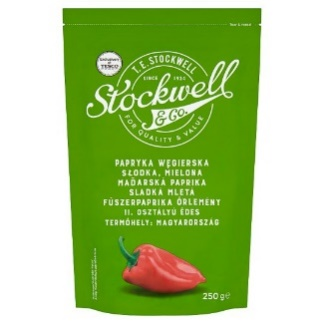 T. E. STOCKWELL
SINCE 1924
Stockwell
& Co.
FOR QUALITY & VALUE
TESCO
PAPRYKA WĘGIERSKA
SŁODKA, MIELONA
MAĎARSKÁ PAPRIKA
SLADKÁ MLETÁ
FŰSZERPAPRIKA ŐRLEMÉNY
II. OSZTÁLYÚ ÉDES
TERMŐHELY: MAGYARORSZÁG
250 g℮